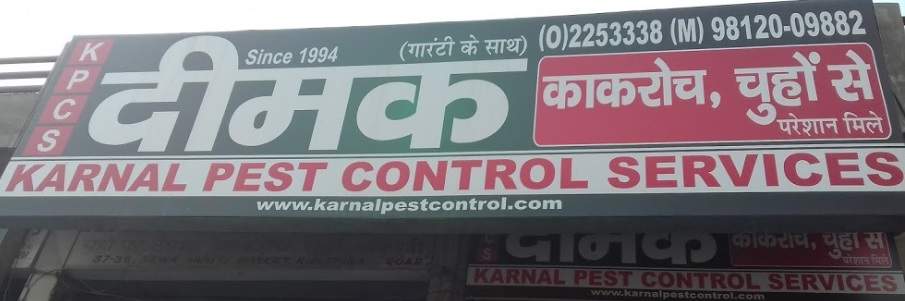 KPCS
Since 1994
(गारंटी के साथ)
(O)2253338 (M) 98120-09882
दीमक
काकरोच, चुहों से
परेशान मिले
KARNAL PEST CONTROL SERVICES
www.karnalpestcontrol.com
KPCS
दीमक
काकरोच, चुहों से
परेशान मिले
KARNAL PEST CONTROL SERVICES
www.karnalpestcontrol.com